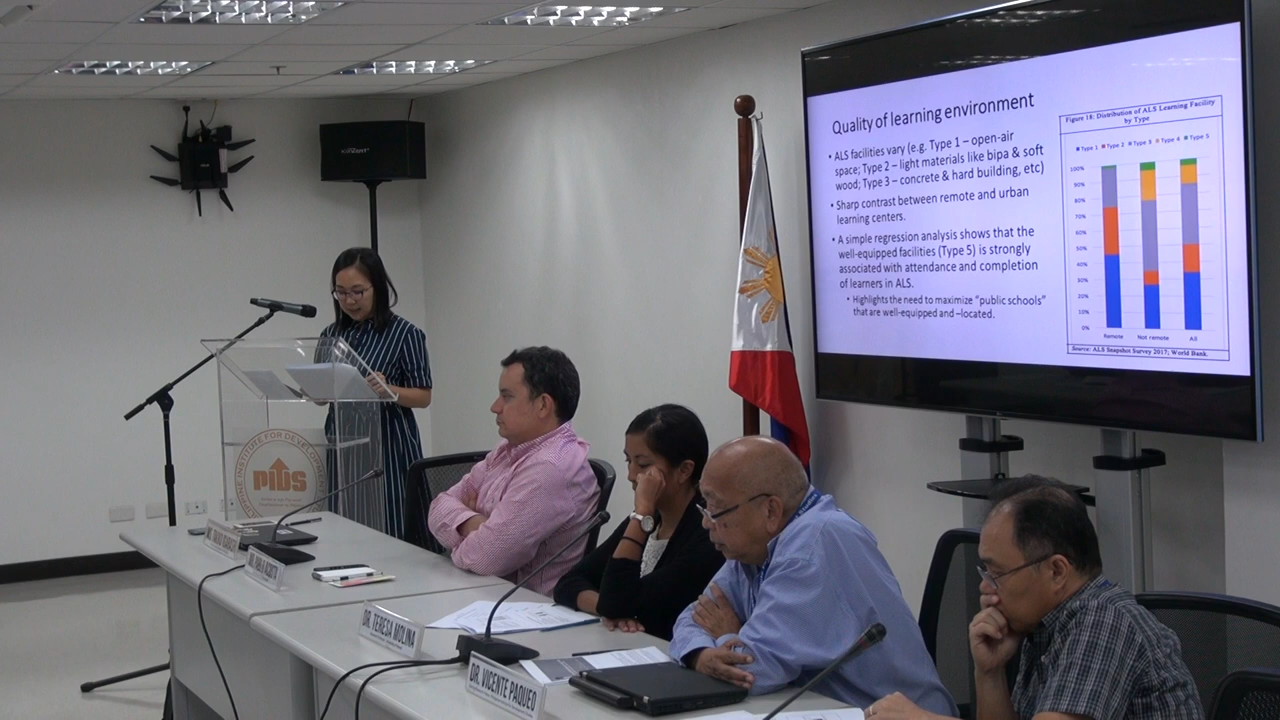 Quality of learning environment
• ALS facilities vary (e.g. Type 1 – open-air
space; Type 2 – light materials like bipa & soft
wood; Type 3 – concrete & hard building, etc)
• Sharp contrast between remote and urban
learning centers.
• A simple regression analysis shows that the
well-equipped facilities (Type 5) is strongly
associated with attendance and completion
of learners in ALS.
• Highlights the need to maximize "public schools"
that are well-equipped and –located.
Figure 18: Distribution of ALS Learning Facility
by Type
Type 1 Type 2 Type 3 Type 4 Type 5
100%
90%
80%
70%
60%
50%
40%
30%
20%
10%
0%
Remote Not remote All
Source: ALS Snapshot Survey 2017; World Bank.
INSTITUTE FOR DEVELOPMENT
PIDS
DR. TERESA MOLINA
DR. VICENTE PAQUEO